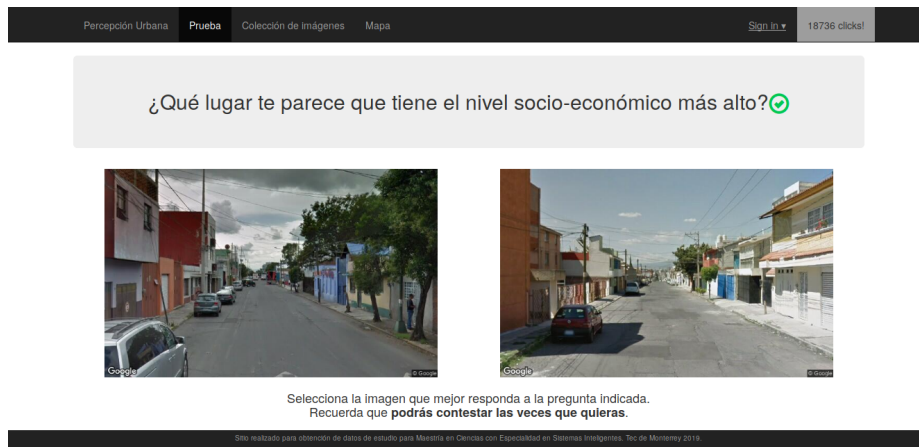 Percepción Urbana Prueba Colección de imágenes Mapa Sign in ▾ 18736 clicks!
¿Qué lugar te parece que tiene el nivel socio-económico más alto?
Google © Google Google © Google
Selecciona la imagen que mejor responda a la pregunta indicada.
Recuerda que podrás contestar las veces que quieras.
Sitio realizado para obtención de datos de estudio para Maestría en Ciencias con Especialidad en Sistemas Inteligentes. Tec de Monterrey 2019.